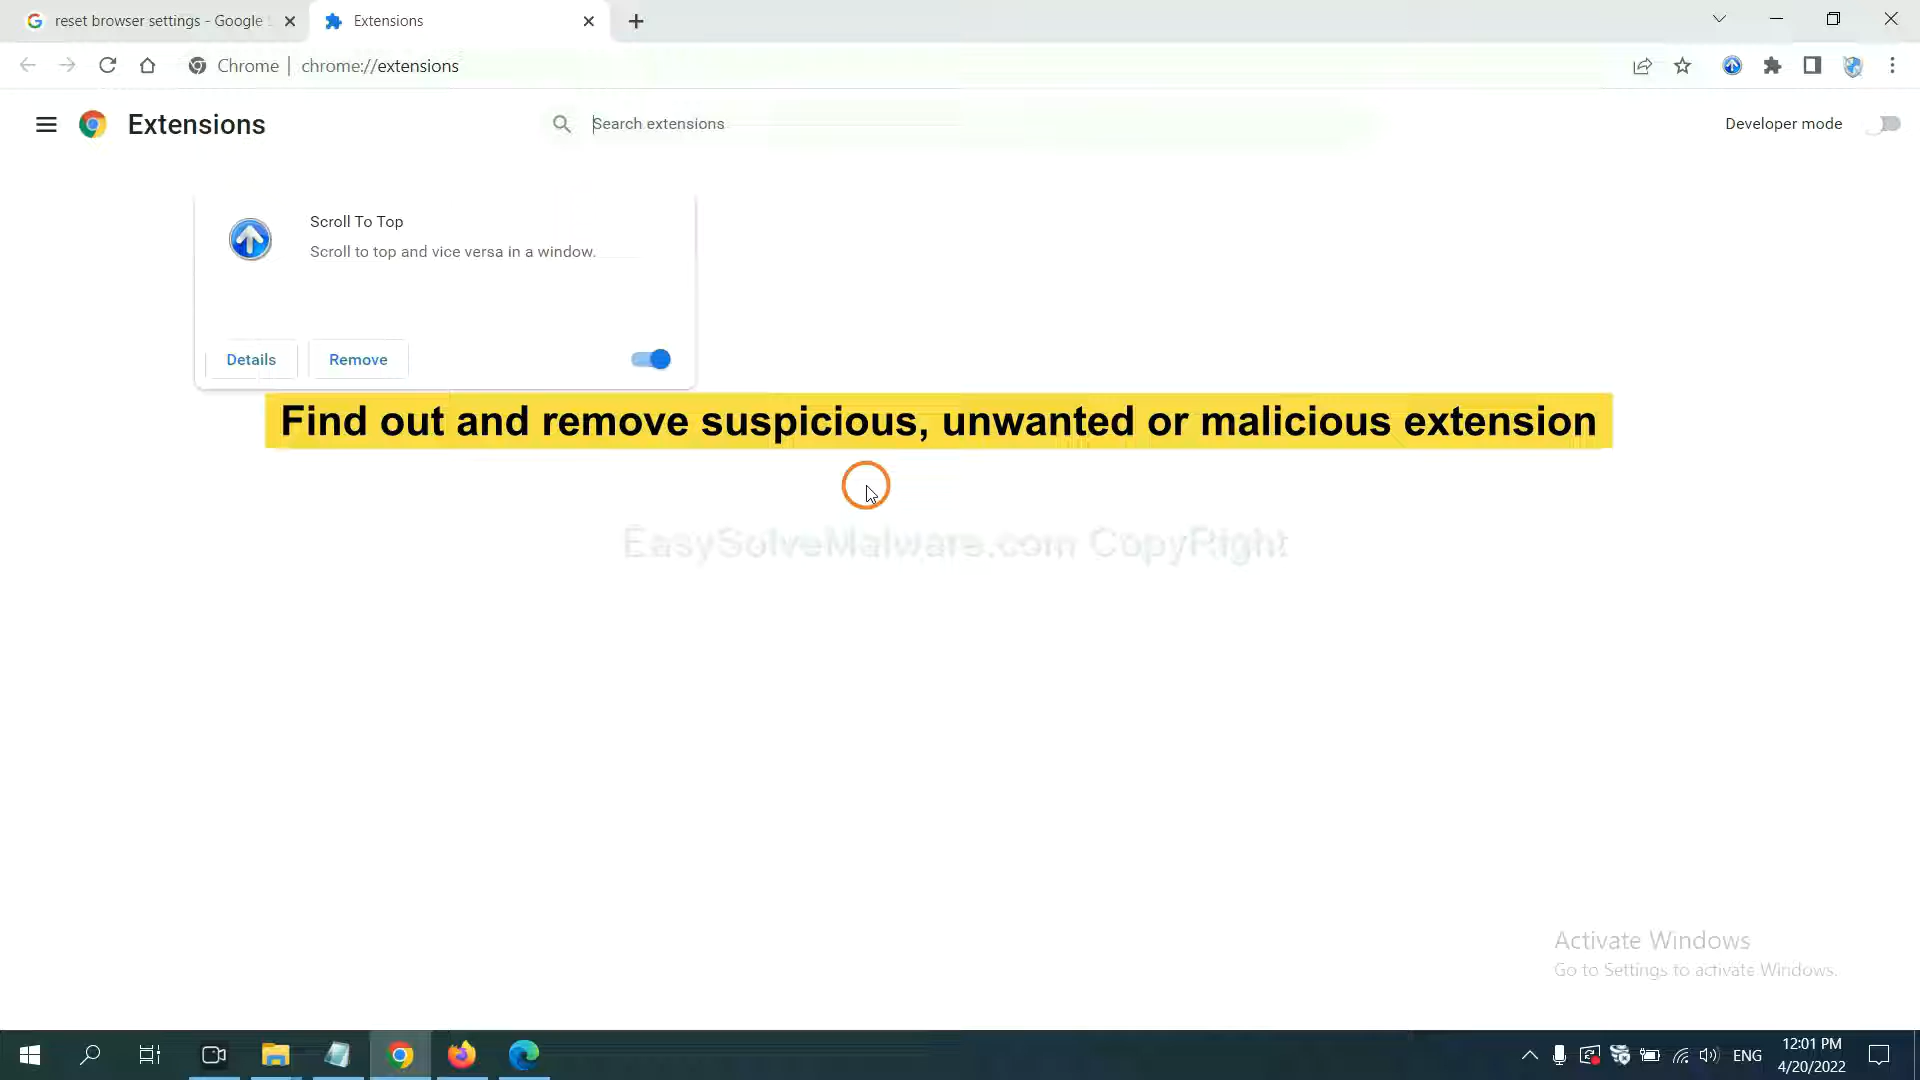 reset browser settings - Google
Extensions
Chrome
chrome://extensions
Extensions
Search extensions
Developer mode
Scroll To Top
Scroll to top and vice versa in a window.
Details
Remove
Find out and remove suspicious, unwanted or malicious extension
EasySolveMalware.com CopyRight
Activate Windows
Go to Settings to activate Windows.
ENG
12:01 PM
4/20/2022